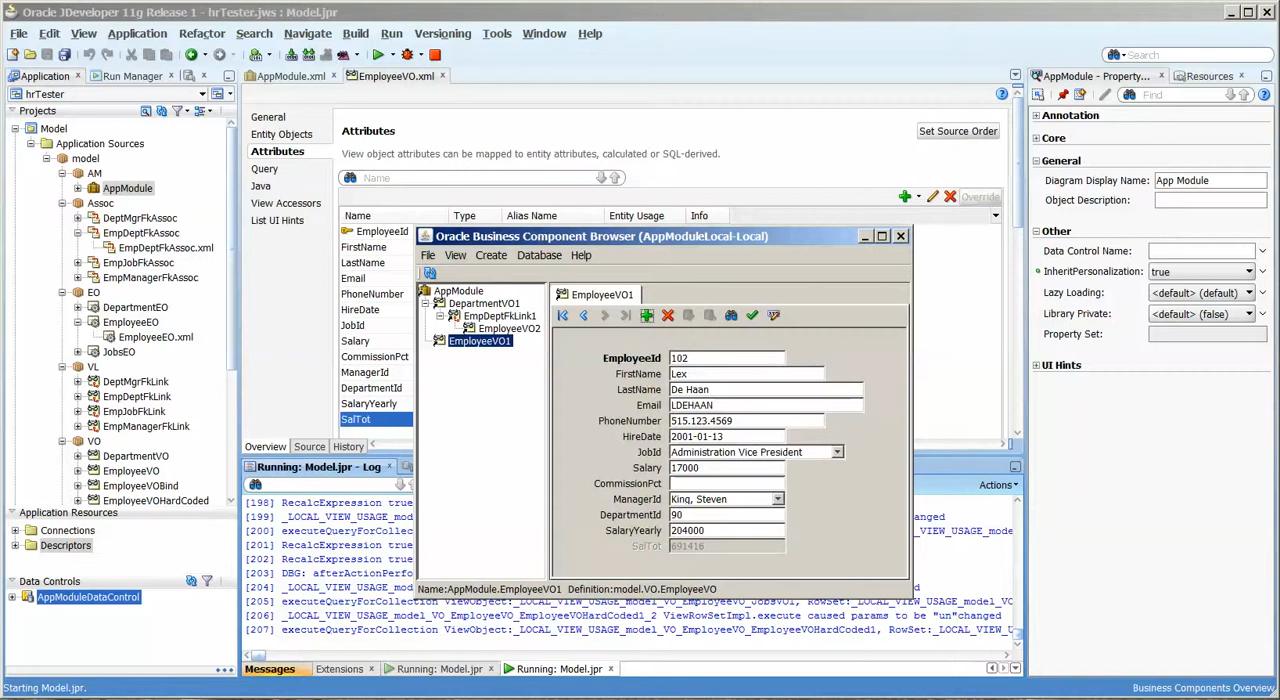 Oracle JDeveloper 11g Release 1 - hrTester.jws : Model.jpr
File Edit View Application Refactor Search Navigate Build Run Versioning Tools Window Help
Search
Application
Run Manager
hrTester
Projects
Model
Application Sources
model
AM
AppModule
Assoc
DeptMgrFkAssoc
EmpDeptFkAssoc
EmpDeptFkAssoc.xml
EmpJobFkAssoc
EmpManagerFkAssoc
EO
DepartmentEO
EmployeeEO
EmployeeEO.xml
JobsEO
VL
DeptMgrFkLink
EmpDeptFkLink
EmpJobFkLink
EmpManagerFkLink
VO
DepartmentVO
EmployeeVO
EmployeeVOBind
EmployeeVOHardCoded
Application Resources
Connections
Descriptors
Data Controls
AppModuleDataControl
AppModule.xml
EmployeeVO.xml
General
Entity Objects
Attributes
Query
Java
View Accessors
List UI Hints
Attributes
Set Source Order
View object attributes can be mapped to entity attributes, calculated or SQL-derived.
Name
Override
Name Type Alias Name Entity Usage Info
EmployeeId
FirstName
LastName
Email
PhoneNumber
HireDate
JobId
Salary
CommissionPct
ManagerId
DepartmentId
SalaryYearly
SalTot
Overview Source History
Oracle Business Component Browser (AppModuleLocal-Local)
File View Create Database Help
AppModule
DepartmentVO1
EmpDeptFkLink1
EmployeeVO2
EmployeeVO1
EmployeeVO1
EmployeeId 102
FirstName Lex
LastName De Haan
Email LDEHAAN
PhoneNumber 515.123.4569
HireDate 2001-01-13
JobId Administration Vice President
Salary 17000
CommissionPct
ManagerId King, Steven
DepartmentId 90
SalaryYearly 204000
SalTot 691416
Name:AppModule.EmployeeVO1 Definition:model.VO.EmployeeVO
Running: Model.jpr - Log
Actions
[198] RecalcExpression true
[199] _LOCAL_VIEW_USAGE_mod
[200] executeQueryForCollect
[201] RecalcExpression true
[202] RecalcExpression true
[203] DBG: afterActionPerfo
[204] _LOCAL_VIEW_USAGE_mod
[205] executeQueryForCollection ViewObject:_LOCAL_VIEW_USAGE_model_VO_EmployeeVO_JobsVO1, RowSet:_LOCAL_VIEW_USAGE_model_VO
[206] _LOCAL_VIEW_USAGE_model_VO_EmployeeVO_EmployeeVOHardCoded1_2 ViewRowSetImpl.execute caused params to be "un"changed
[207] executeQueryForCollection ViewObject:_LOCAL_VIEW_USAGE_model_VO_EmployeeVO_EmployeeVOHardCoded1, RowSet:_LOCAL_VIEW_U
Messages Extensions Running: Model.jpr Running: Model.jpr
AppModule - Property...
Resources
Find
Annotation
Core
General
Diagram Display Name: App Module
Object Description:
Other
Data Control Name:
InheritPersonalization: true
Lazy Loading: <default> (default)
Library Private: <default> (false)
Property Set:
UI Hints
Starting Model.jpr.
Business Components Overview